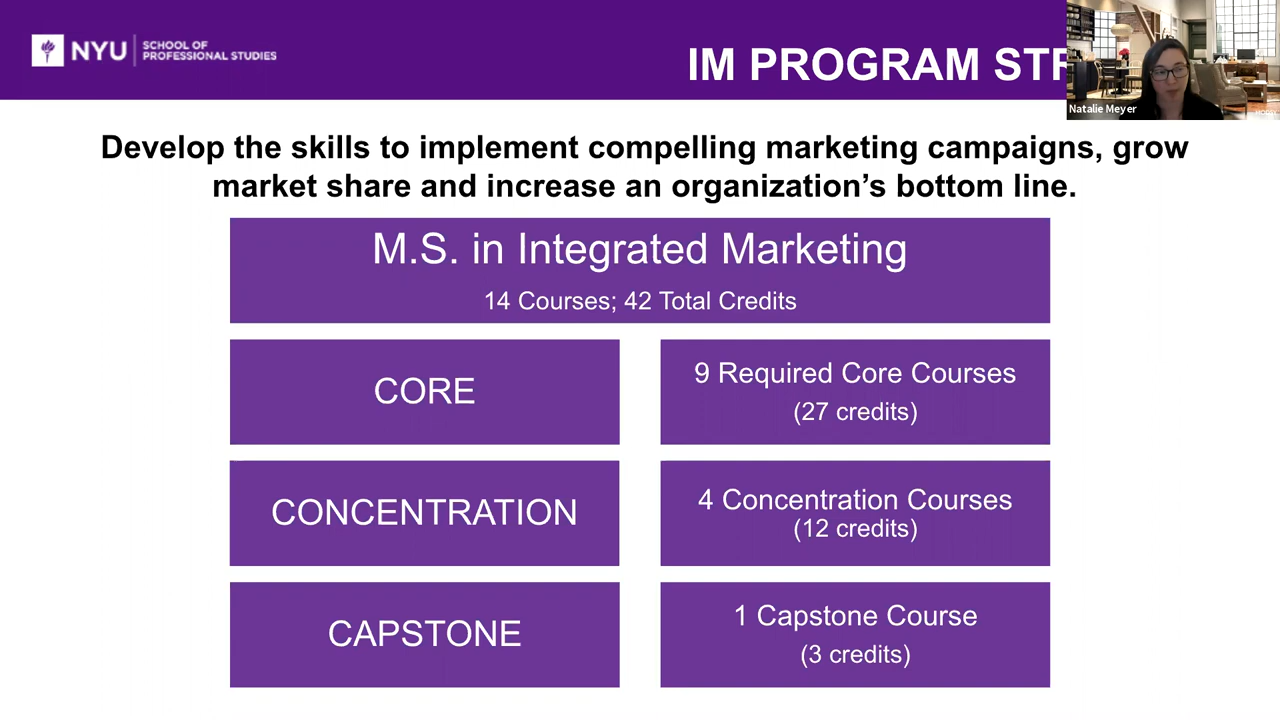 NYU
SCHOOL OF
PROFESSIONAL STUDIES
IM PROGRAM
Natalie Meyer
Develop the skills to implement compelling marketing campaigns, grow
market share and increase an organization’s bottom line.
M.S. in Integrated Marketing
14 Courses; 42 Total Credits
CORE
9 Required Core Courses
(27 credits)
CONCENTRATION
4 Concentration Courses
(12 credits)
CAPSTONE
1 Capstone Course
(3 credits)